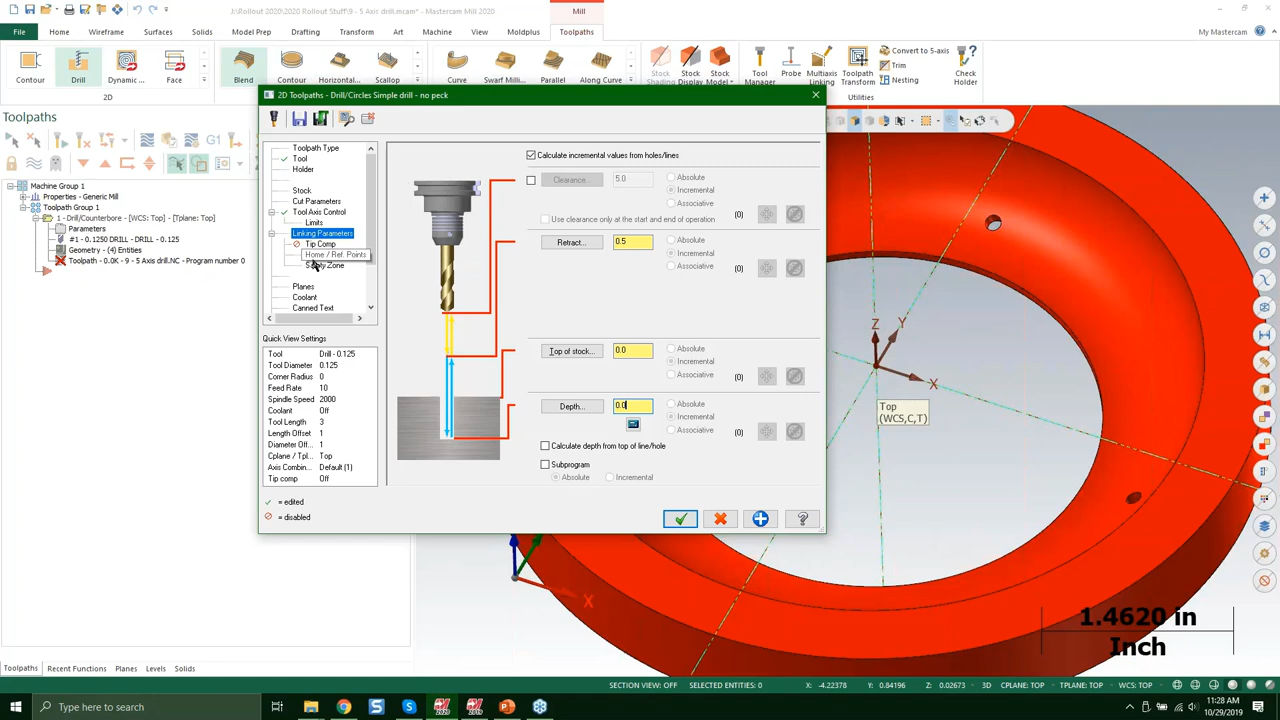 J:\Rollout 2020\2020 Rollout Stuff\9 - 5 Axis drill.mcam* - Mastercam Mill 2020
Mill
File
Home
Wireframe
Surfaces
Solids
Model Prep
Drafting
Transform
Art
Machine
View
Moldplus
Toolpaths
My Mastercam
Contour
Drill
Dynamic ...
Face
Blend
Contour
Horizontal...
Scallop
Curve
Swarf Milli...
Parallel
Along Curve
Stock Shading
Stock Display
Stock Model
Tool Manager
Probe
Multiaxis Linking
Toolpath Transform
Convert to 5-axis
Trim
Nesting
Check Holder
2D
Utilities
Toolpaths
G1
Machine Group 1
Properties - Generic Mill
Toolpath Group 1
1 - Drill/Counterbore - [WCS: Top] - [Tplane: Top]
Parameters
#1 - 0.1250 DRILL - DRILL - 0.125
Geometry - (4) Entities
Toolpath - 0.0K - 9 - 5 Axis drill.NC - Program number 0
2D Toolpaths - Drill/Circles Simple drill - no peck
Toolpath Type
Tool
Holder
Stock
Cut Parameters
Tool Axis Control
Limits
Linking Parameters
Tip Comp
Home / Ref. Points
Safety Zone
Planes
Coolant
Canned Text
Quick View Settings
Tool Drill - 0.125
Tool Diameter 0.125
Corner Radius 0
Feed Rate 10
Spindle Speed 2000
Coolant Off
Tool Length 3
Length Offset 1
Diameter Off... 1
Cplane / Tpl... Top
Axis Combin... Default (1)
Tip comp Off
= edited
= disabled
Calculate incremental values from holes/lines
Clearance...
5.0
Absolute
Incremental
Associative
Use clearance only at the start and end of operation
(0)
Retract...
0.5
Absolute
Incremental
Associative
(0)
Top of stock...
0.0
Absolute
Incremental
Associative
(0)
Depth...
0.0
Absolute
Incremental
Associative
(0)
Calculate depth from top of line/hole
Subprogram
Absolute
Incremental
Z
Y
X
Top
(WCS,C,T)
X
1.4620 in
Inch
Toolpaths
Recent Functions
Planes
Levels
Solids
SECTION VIEW: OFF
SELECTED ENTITIES: 0
X: -4.22378
Y: 0.84196
Z: 0.02673
3D
CPLANE: TOP
TPLANE: TOP
WCS: TOP
Type here to search
11:28 AM
10/29/2019